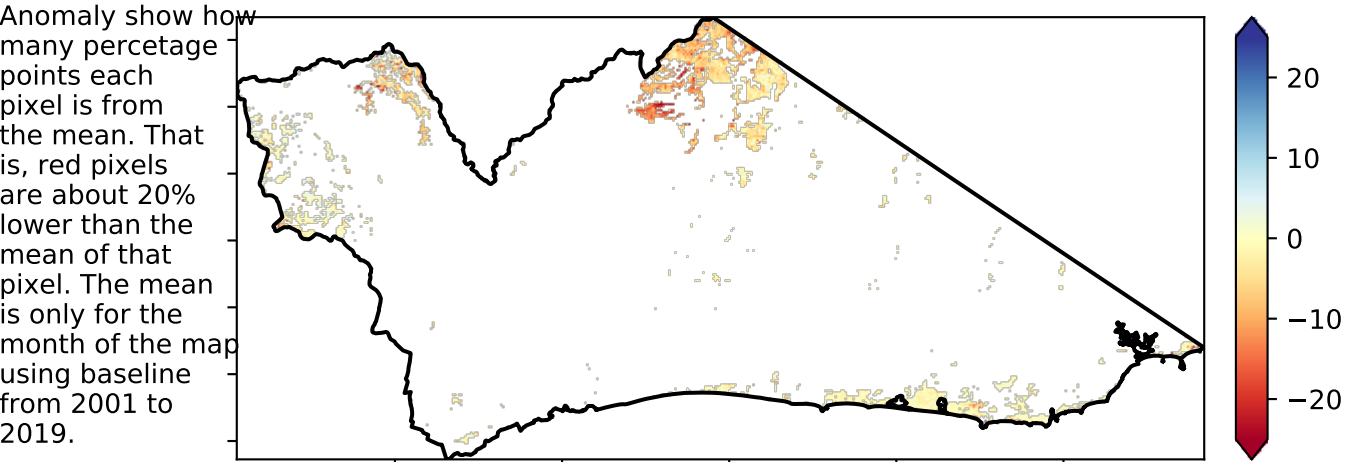 Anomaly show how
many percetage
points each
pixel is from
the mean. That
is, red pixels
are about 20%
lower than the
mean of that
pixel. The mean
is only for the
month of the map
using baseline
from 2001 to
2019.
20
10
0
−10
−20